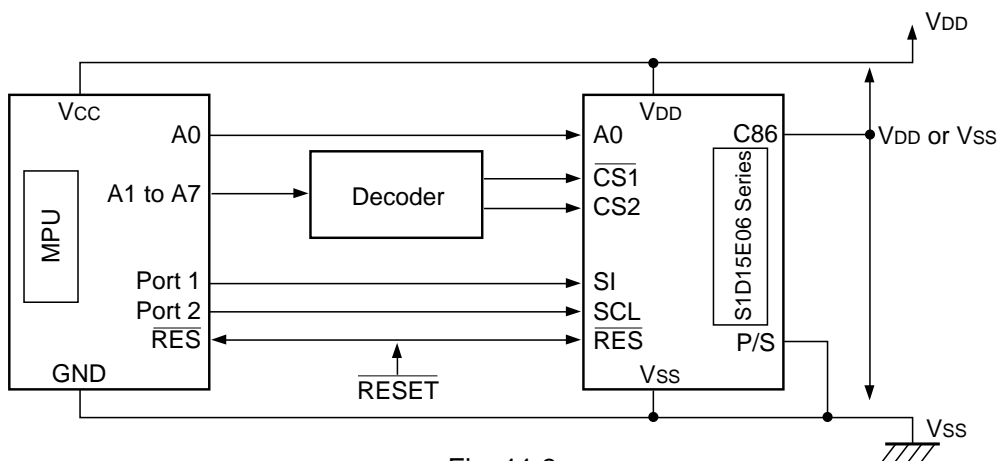 VDD
VCC
VDD
A0
A0
C86
VDD or VSS
A1 to A7
Decoder
CS1
CS2
MPU
S1D15E06 Series
Port 1
SI
Port 2
SCL
RES
RES
P/S
GND
RESET
VSS
VSS